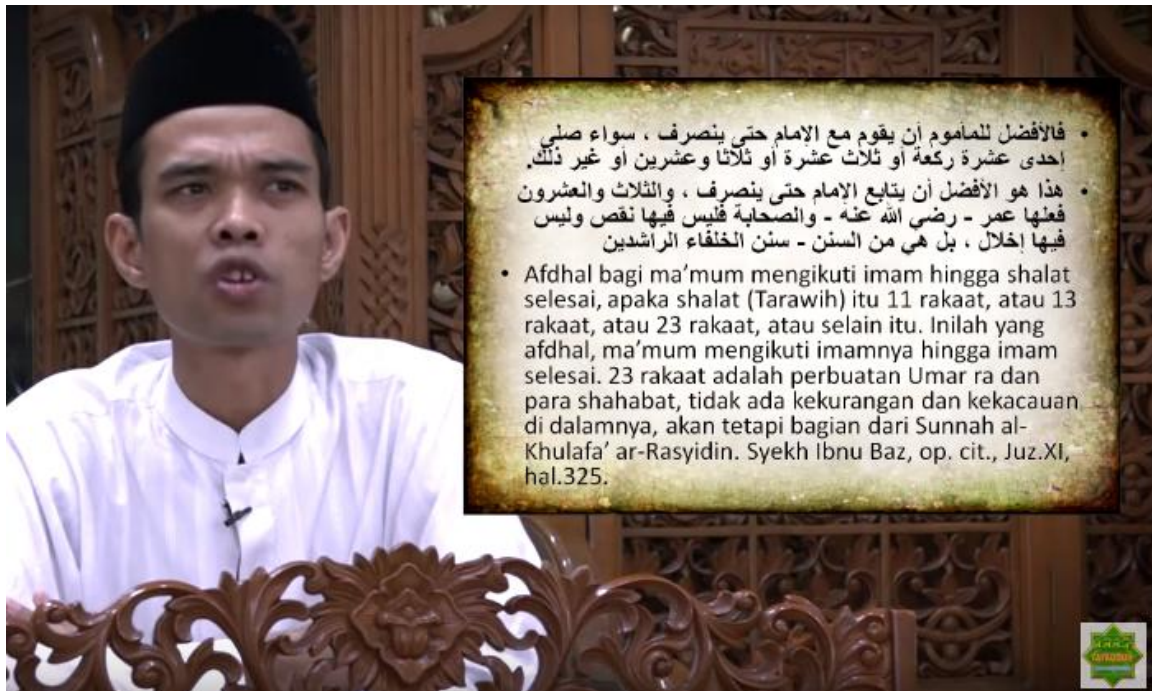 فالأفضل للمأموم أن يقوم مع الإمام حتى ينصرف ، سواء صلى
إحدى عشرة ركعة أو ثلاث عشرة أو ثلاثا وعشرين أو غير ذلك.
هذا هو الأفضل أن يتابع الإمام حتى ينصرف ، والثلاث والعشرون
فعلها عمر - رضي الله عنه - والصحابة فليس فيها نقص وليس
فيها إخلال ، بل هي من السنن - سنن الخلفاء الراشدين
Afdhal bagi ma'mum mengikuti imam hingga shalat
selesai, apaka shalat (Tarawih) itu 11 rakaat, atau 13
rakaat, atau 23 rakaat, atau selain itu. Inilah yang
afdhal, ma'mum mengikuti imamnya hingga imam
selesai. 23 rakaat adalah perbuatan Umar ra dan
para shahabat, tidak ada kekurangan dan kekacauan
di dalamnya, akan tetapi bagian dari Sunnah al-
Khulafa' ar-Rasyidin. Syekh Ibnu Baz, op. cit., Juz.XI,
hal.325.